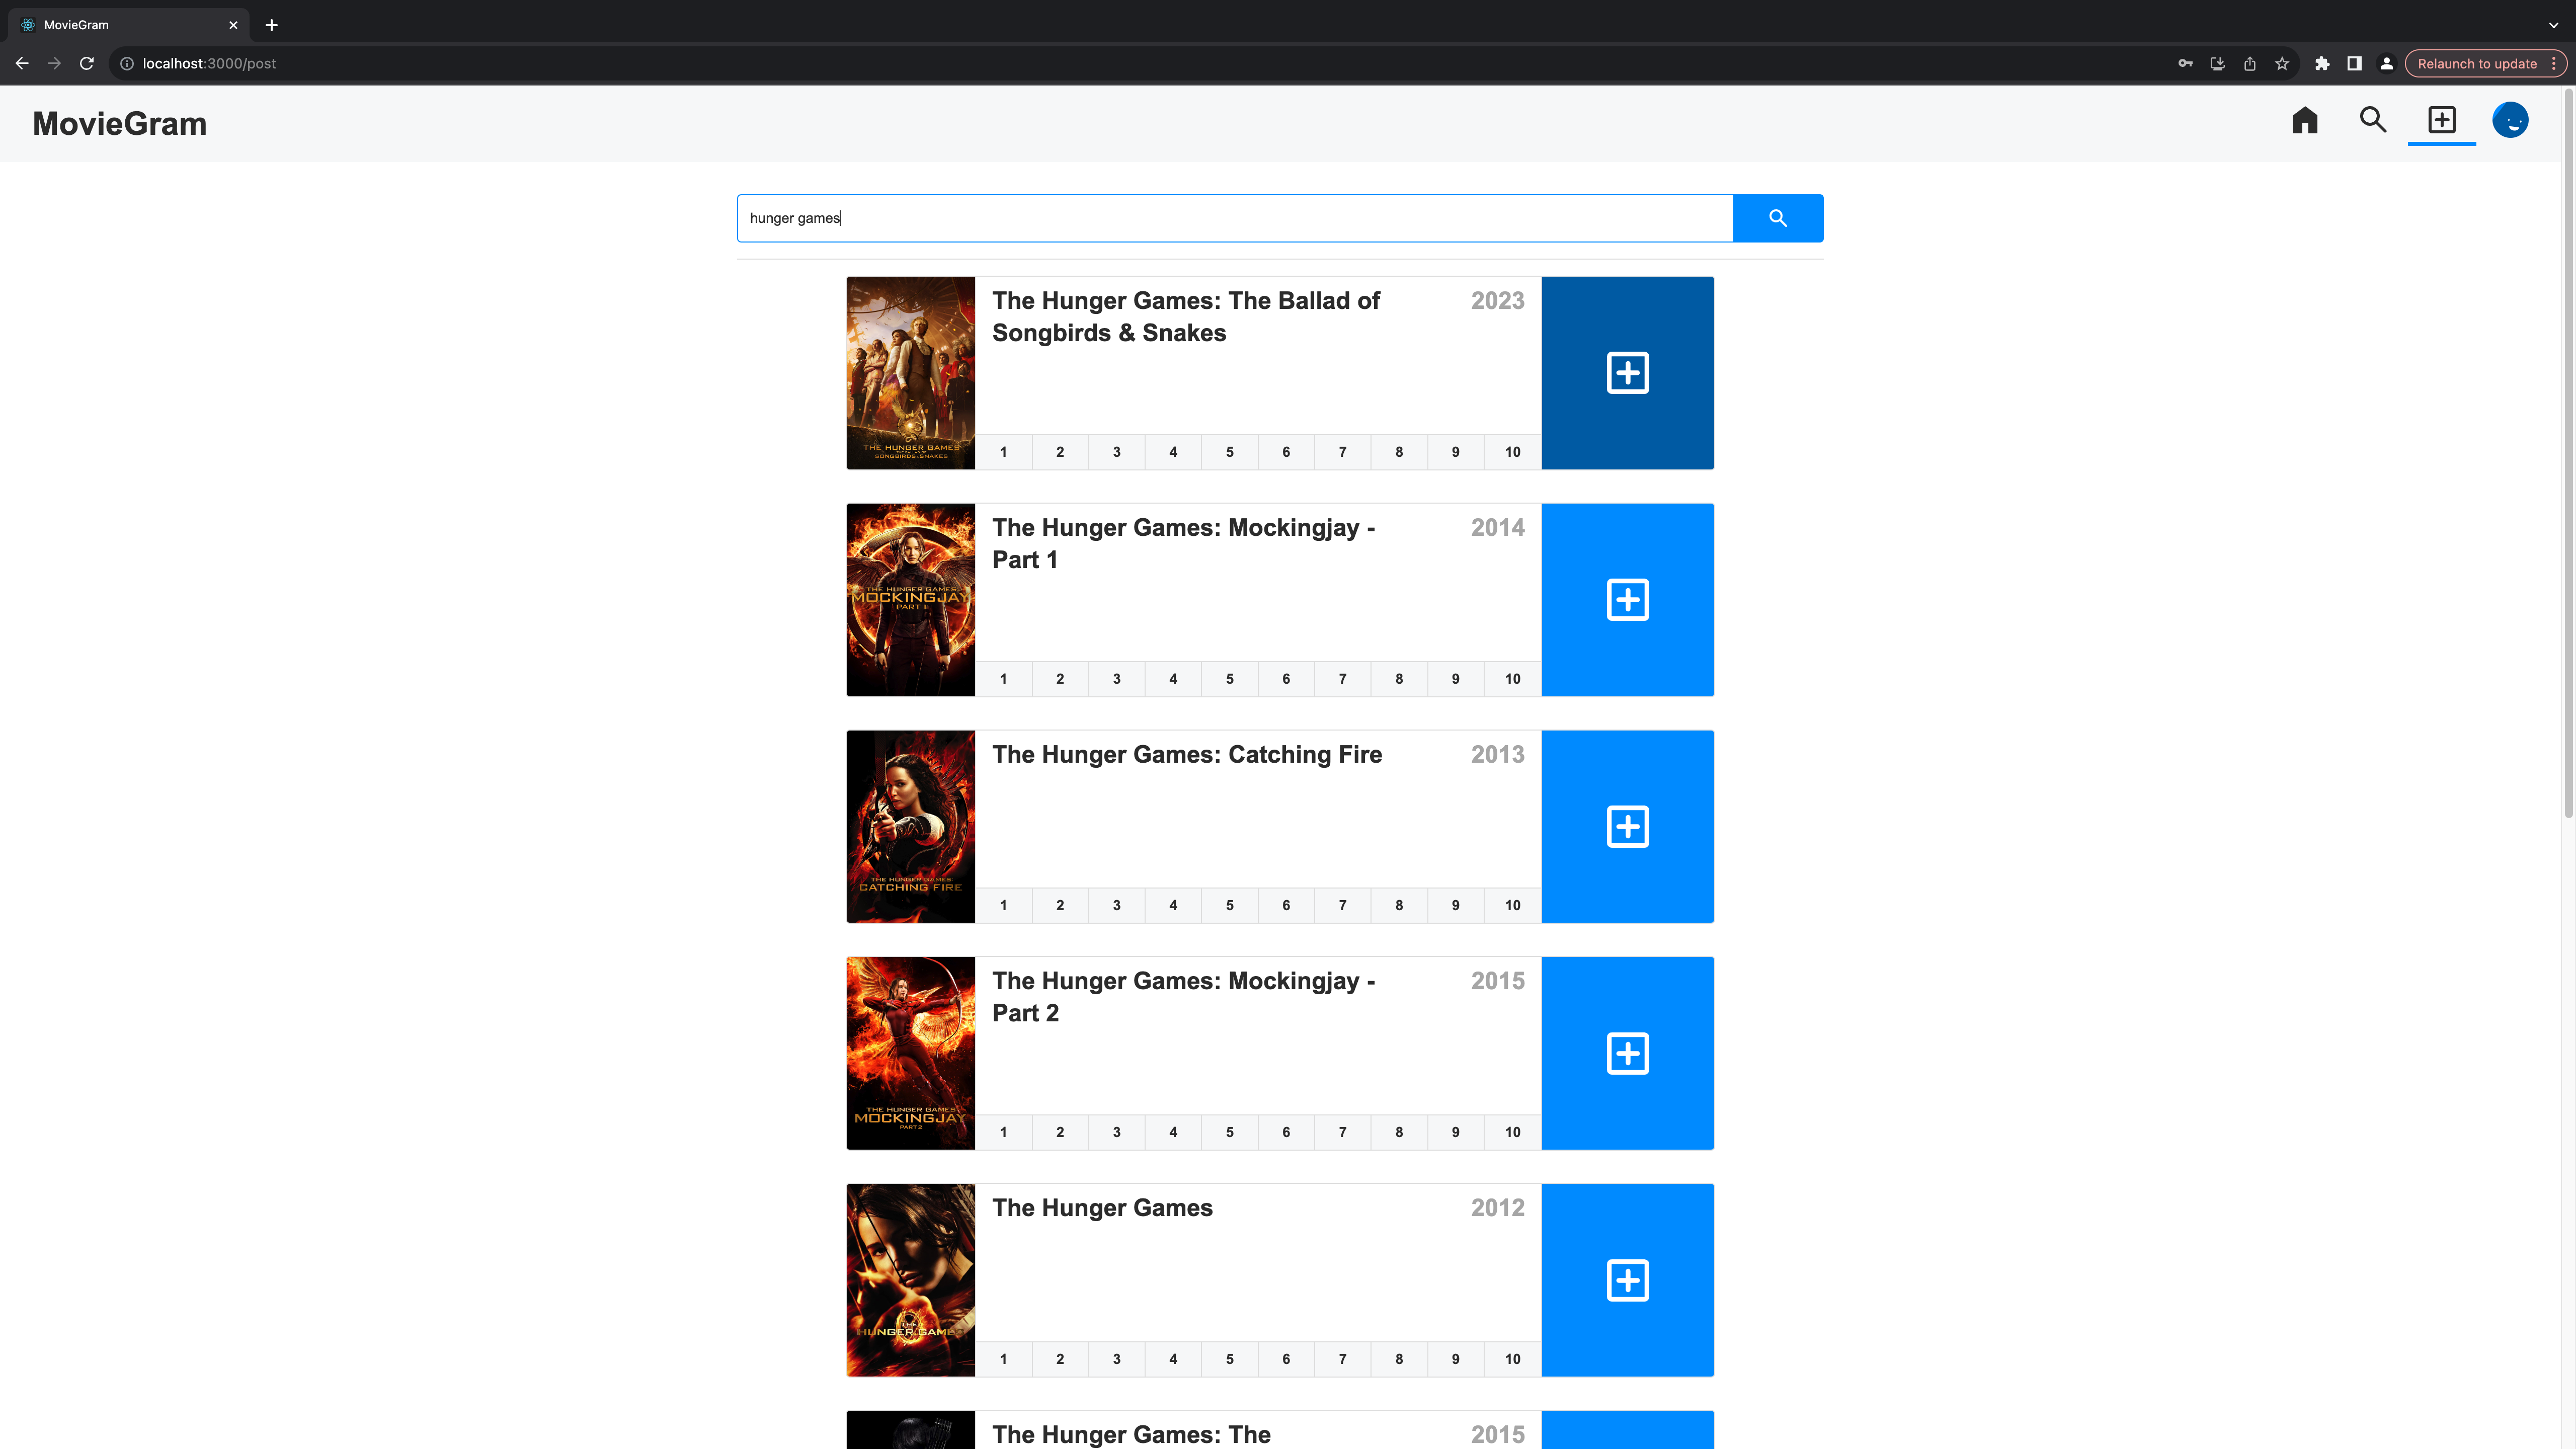 MovieGram
localhost:3000/post
Relaunch to update
MovieGram
hunger games
THE HUNGER GAMES
THE BALLAD OF
SONGBIRDS & SNAKES
The Hunger Games: The Ballad of
Songbirds & Snakes
2023
1 2 3 4 5 6 7 8 9 10
THE HUNGER GAMES
MOCKINGJAY
PART 1
The Hunger Games: Mockingjay -
Part 1
2014
1 2 3 4 5 6 7 8 9 10
THE HUNGER GAMES
CATCHING FIRE
The Hunger Games: Catching Fire
2013
1 2 3 4 5 6 7 8 9 10
THE HUNGER GAMES
MOCKINGJAY
PART 2
The Hunger Games: Mockingjay -
Part 2
2015
1 2 3 4 5 6 7 8 9 10
THE
HUNGER GAMES
The Hunger Games
2012
1 2 3 4 5 6 7 8 9 10
The Hunger Games: The
2015